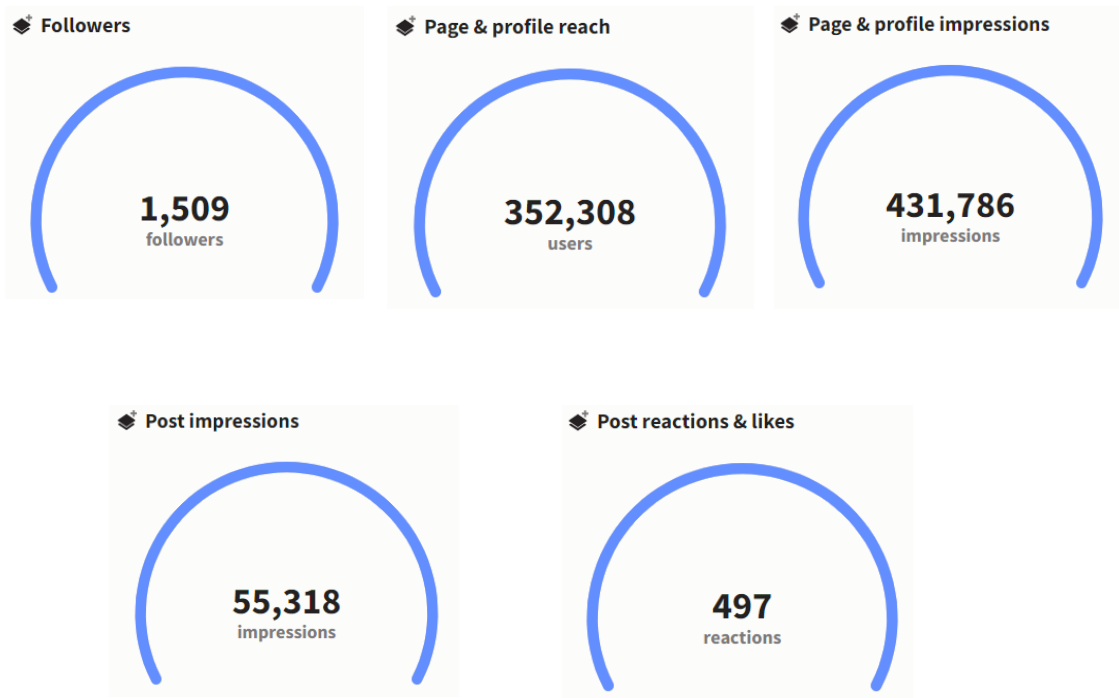 Followers
1,509
followers
Page & profile reach
352,308
users
Page & profile impressions
431,786
impressions
Post impressions
55,318
impressions
Post reactions & likes
497
reactions